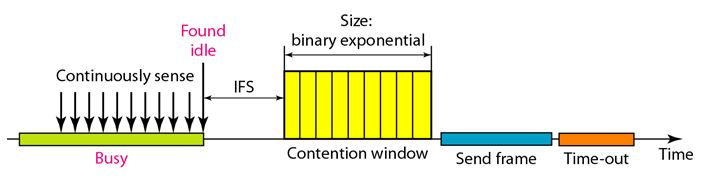 Found
idle
Size:
binary exponential
Continuously sense
IFS
Busy
Contention window
Send frame
Time-out
Time